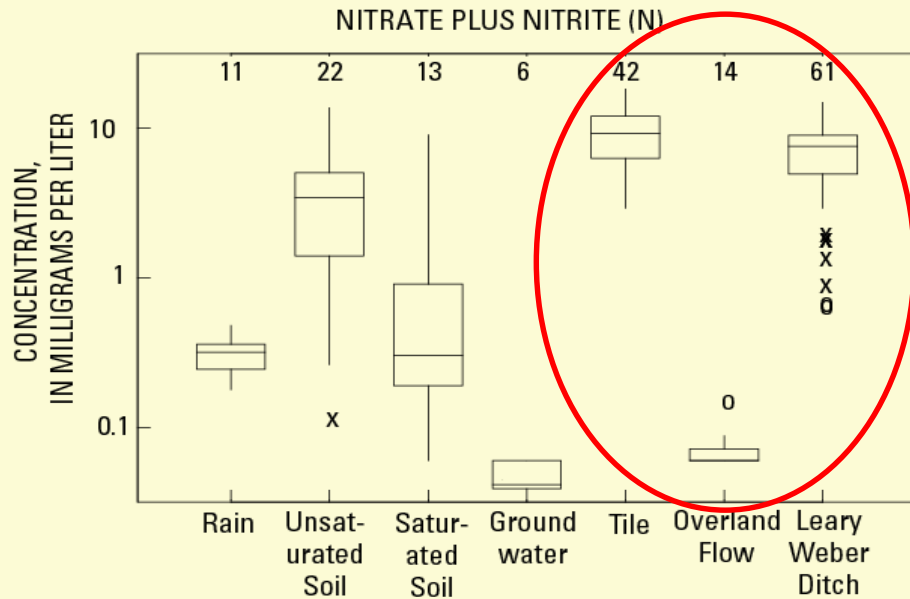 NITRATE PLUS NITRITE (N)
11 22 13 6 42 14 61
CONCENTRATION,
IN MILLIGRAMS PER LITER
10
1
0.1
Rain
Unsat-
urated
Soil
Satur-
ated
Soil
Ground
water
Tile
Overland
Flow
Leary
Weber
Ditch